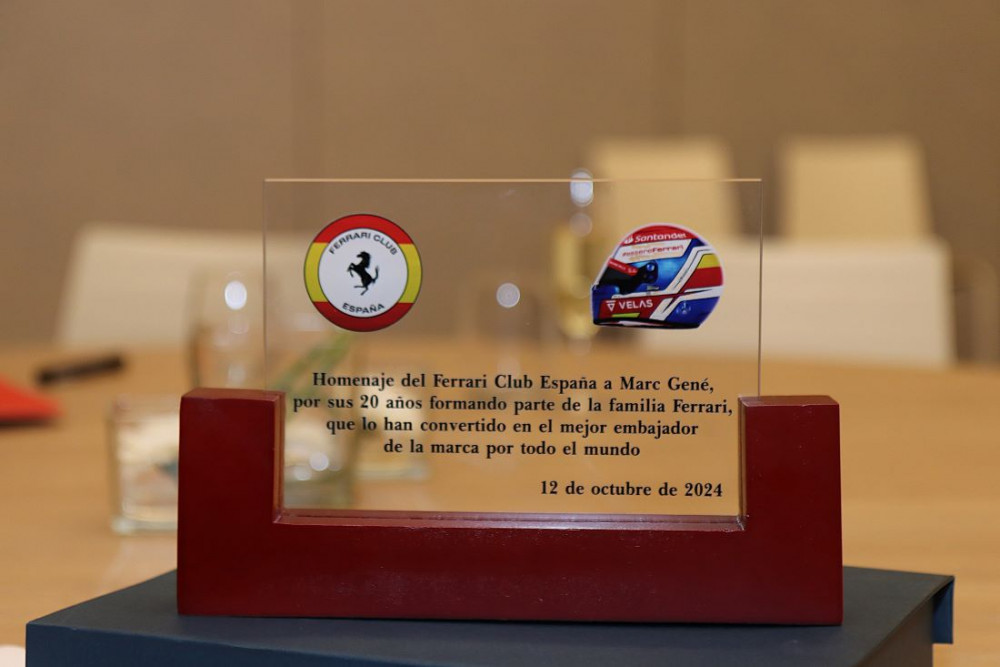 FERRARI CLUB
ESPAÑA
Santander
VELAS
Homenaje del Ferrari Club España a Marc Gené,
por sus 20 años formando parte de la familia Ferrari,
que lo han convertido en el mejor embajador
de la marca por todo el mundo
12 de octubre de 2024